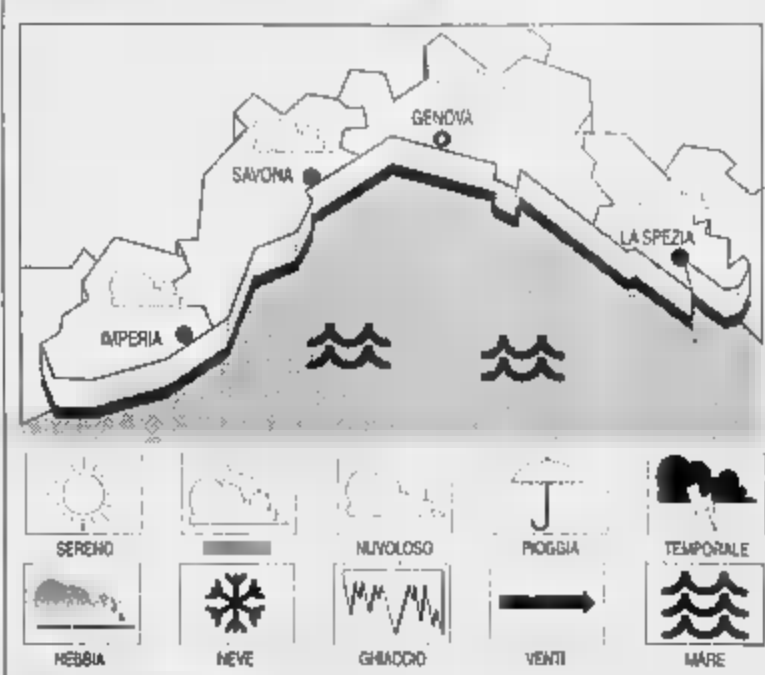 GENOVA
SAVONA
LA SPEZIA
IMPERIA
SERENO
NUVOLOSO
PIOGGIA
TEMPORALE
NEBBIA
NEVE
GHIACCIO
VENTI
MARE